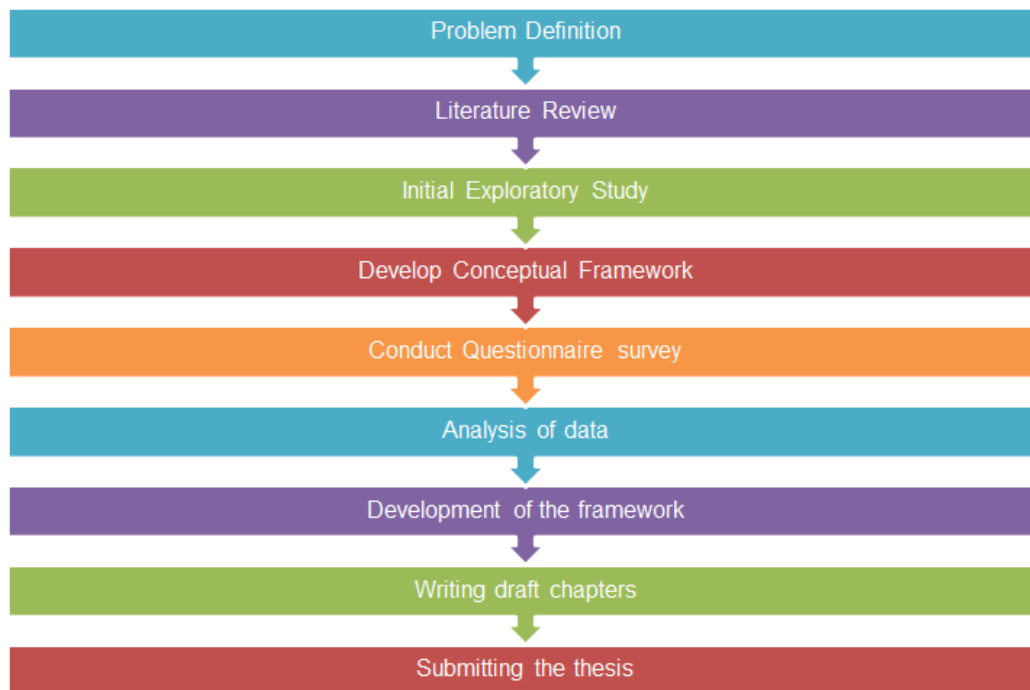 Problem Definition
Literature Review
Initial Exploratory Study
Develop Conceptual Framework
Conduct Questionnaire survey
Analysis of data
Development of the framework
Writing draft chapters
Submitting the thesis